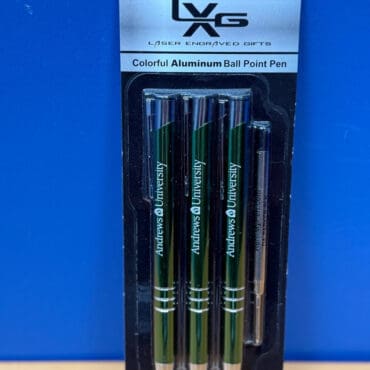 LXG
LASER ENGRAVED GIFTS
Colorful Aluminum Ball Point Pen
Andrews University
Andrews University
Andrews University